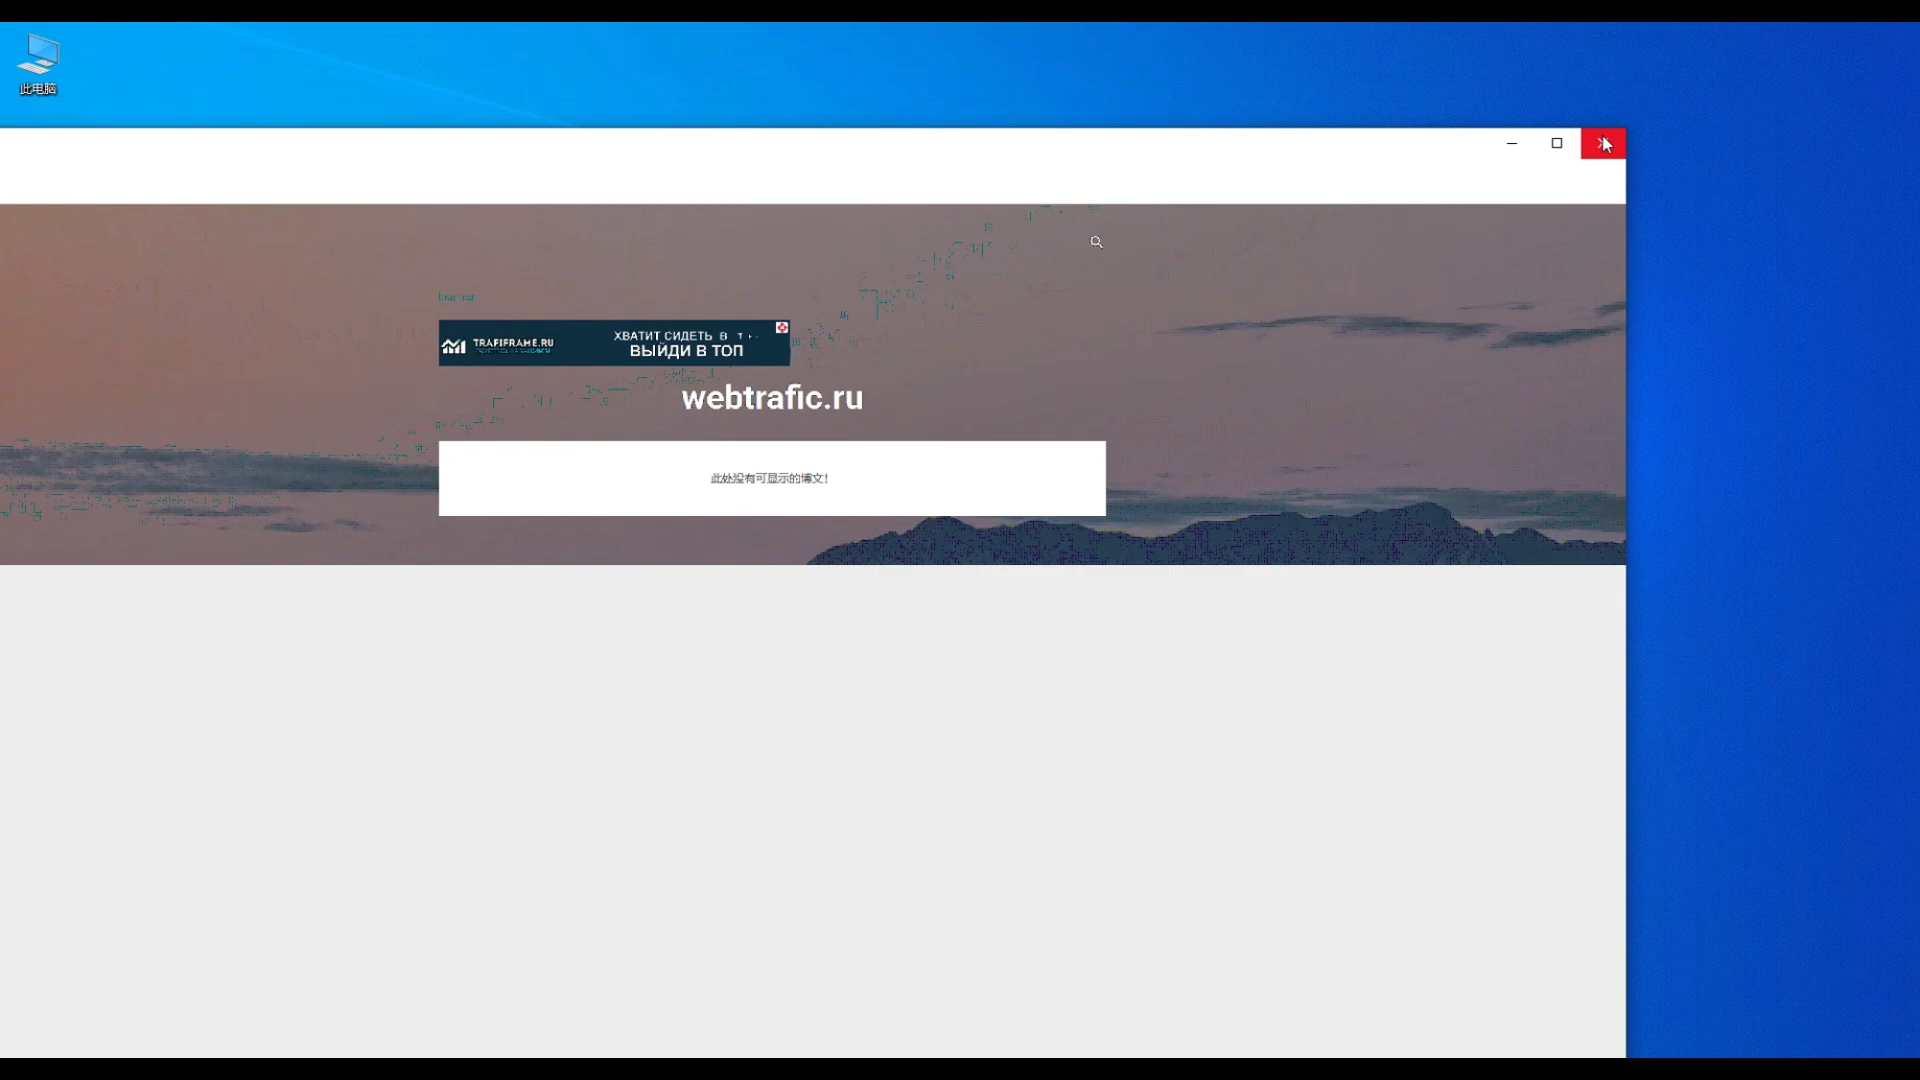 此电脑
TRAFIFRAME.RU
ХВАТИТ СИДЕТЬ В
ВЫЙДИ В ТОП
webtrafic.ru
此处没有可显示的博文!